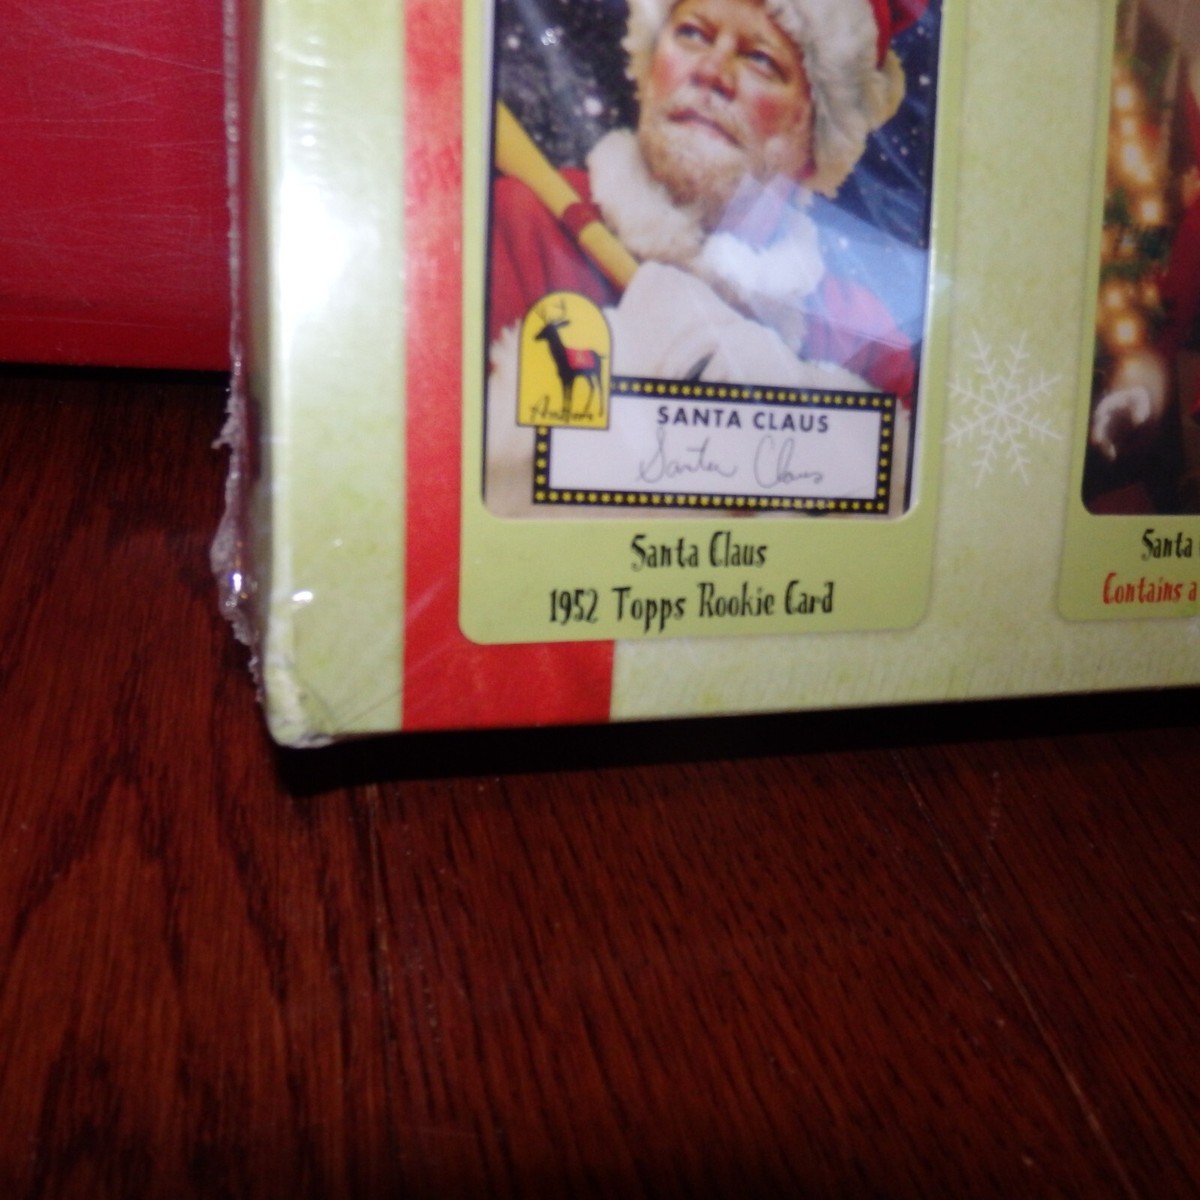 SANTA CLAUS
Santa Claus
Santa Claus
1952 Topps Rookie Card
Santa
Contains a